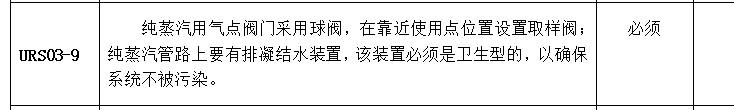 纯蒸汽用气点阀门采用球阀，在靠近使用点位置设置取样阀；
必须
URS03-9
纯蒸汽管路上要有排凝结水装置，该装置必须是卫生型的，以确保
系统不被污染。